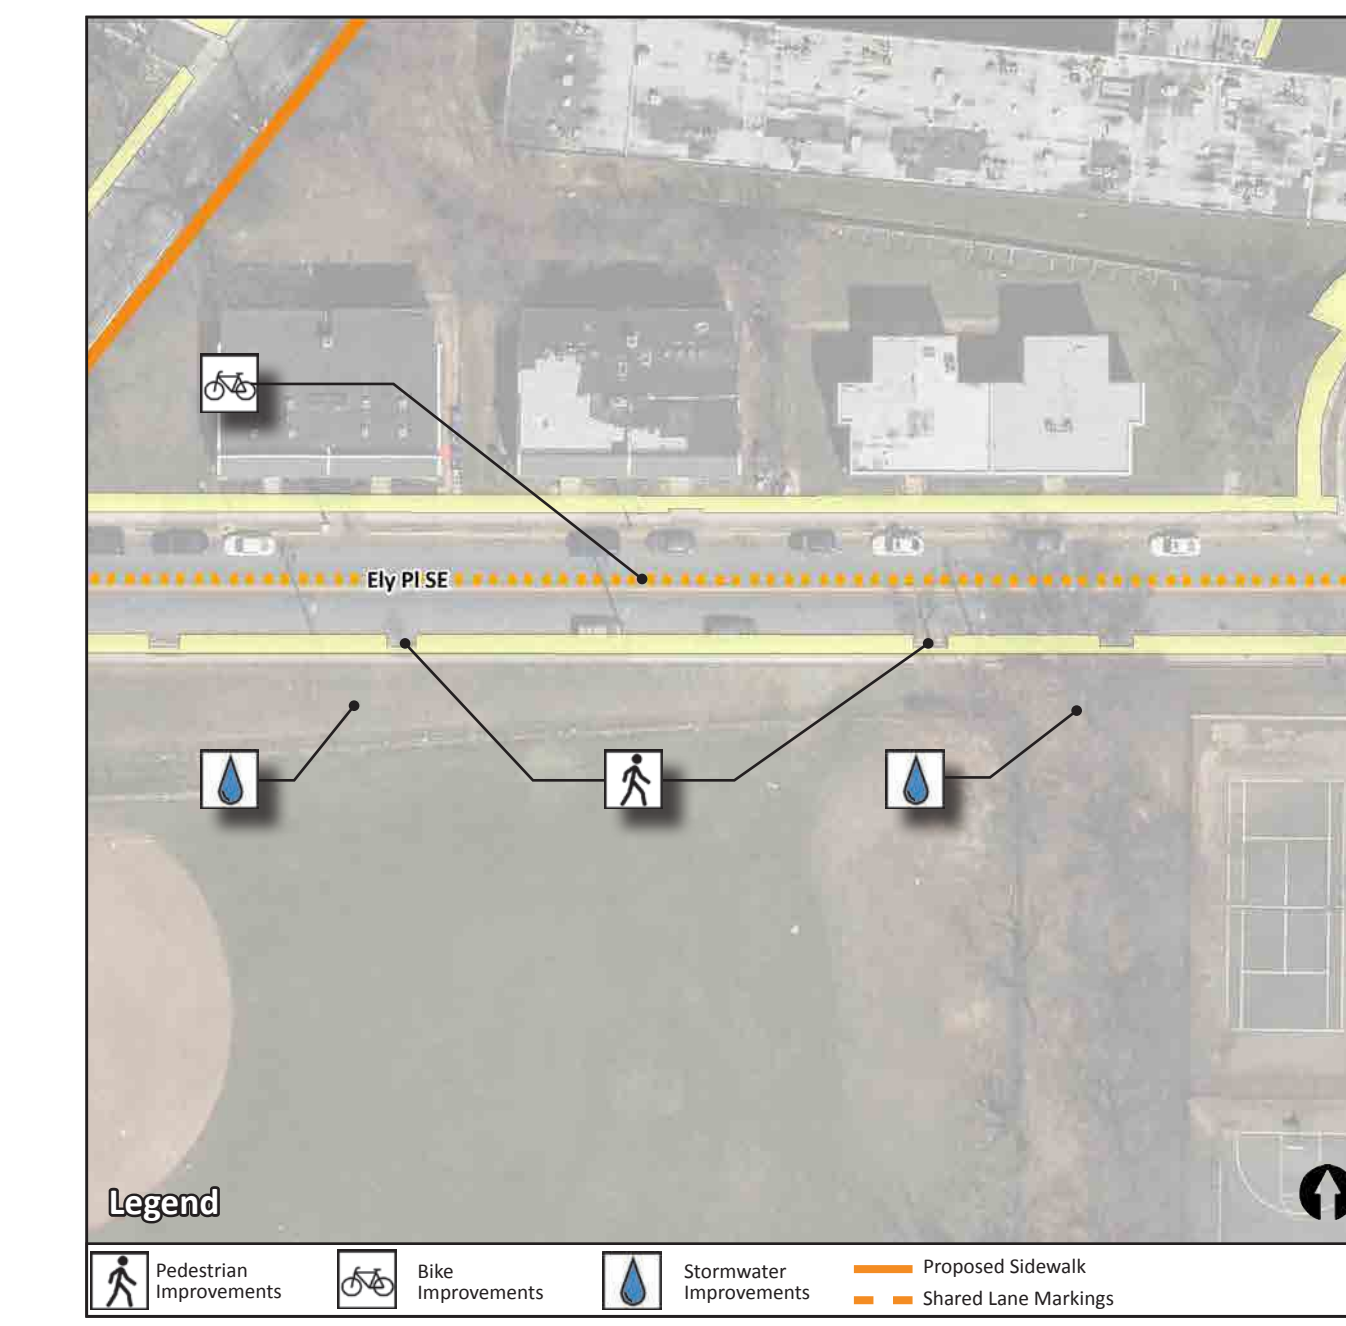 Ely Pl SE
Legend
Pedestrian
Improvements
Bike
Improvements
Stormwater
Improvements
Proposed Sidewalk
Shared Lane Markings